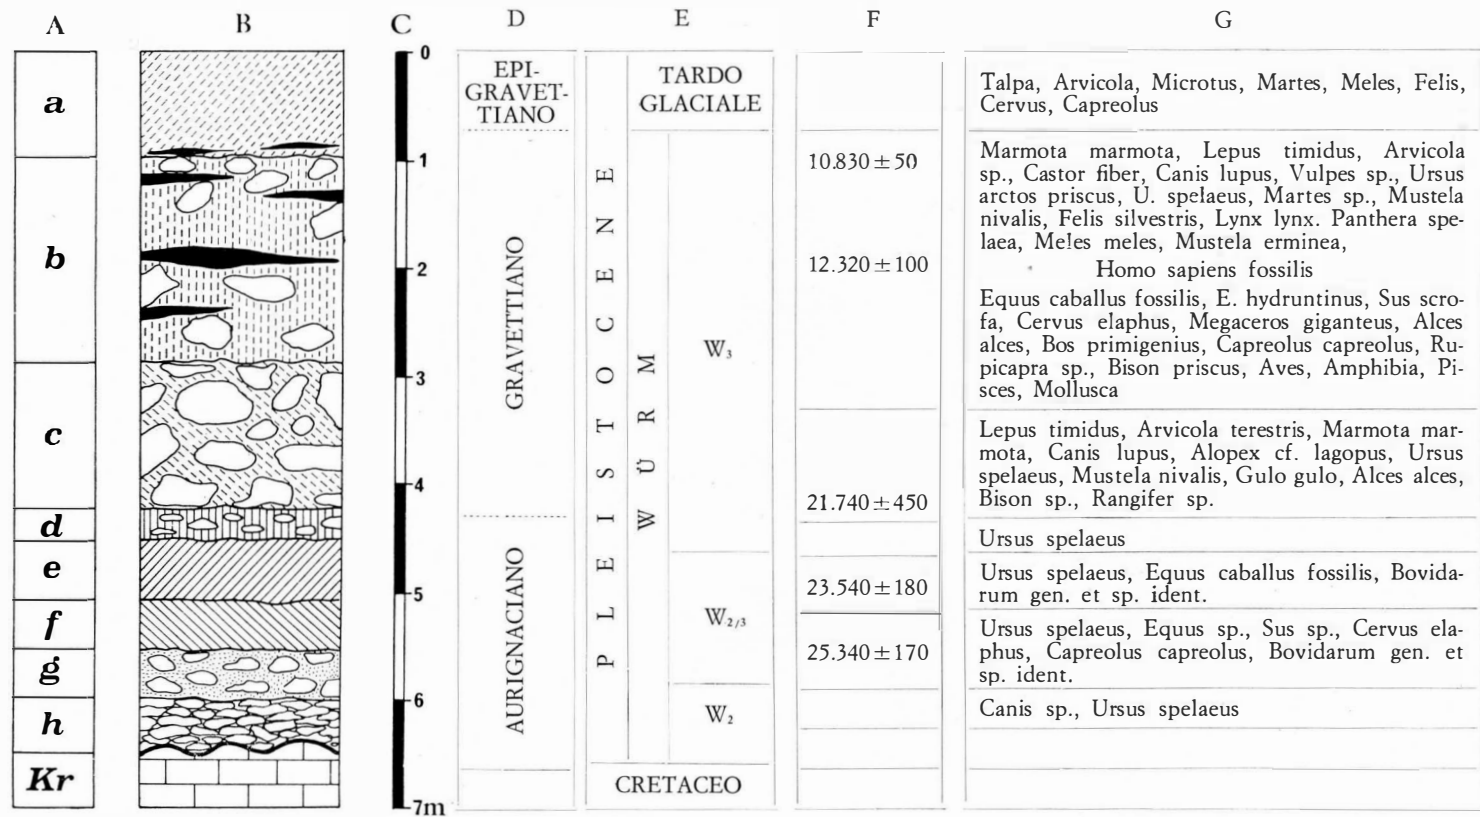 A B C D E F G
a
b
c
d
e
f
g
h
Kr
0
1
2
3
4
5
6
7m
EPI-
GRAVET-
TIANO
GRAVETTIANO
AURIGNACIANO
PLEISTOCENE
WÜRM
TARDO
GLACIALE
W₃
W₂/₃
W₂
CRETACEO
10.830 ± 50
12.320 ± 100
21.740 ± 450
23.540 ± 180
25.340 ± 170
Talpa, Arvicola, Microtus, Martes, Meles, Felis,
Cervus, Capreolus
Marmota marmota, Lepus timidus, Arvicola
sp., Castor fiber, Canis lupus, Vulpes sp., Ursus
arctos priscus, U. spelaeus, Martes sp., Mustela
nivalis, Felis silvestris, Lynx lynx. Panthera spe-
laea, Meles meles, Mustela erminea,
Homo sapiens fossilis
Equus caballus fossilis, E. hydruntinus, Sus scro-
fa, Cervus elaphus, Megaceros giganteus, Alces
alces, Bos primigenius, Capreolus capreolus, Ru-
picapra sp., Bison priscus, Aves, Amphibia, Pi-
sces, Mollusca
Lepus timidus, Arvicola terestris, Marmota mar-
mota, Canis lupus, Alopex cf. lagopus, Ursus
spelaeus, Mustela nivalis, Gulo gulo, Alces alces,
Bison sp., Rangifer sp.
Ursus spelaeus
Ursus spelaeus, Equus caballus fossilis, Bovida-
rum gen. et sp. ident.
Ursus spelaeus, Equus sp., Sus sp., Cervus ela-
phus, Capreolus capreolus, Bovidarum gen. et
sp. ident.
Canis sp., Ursus spelaeus